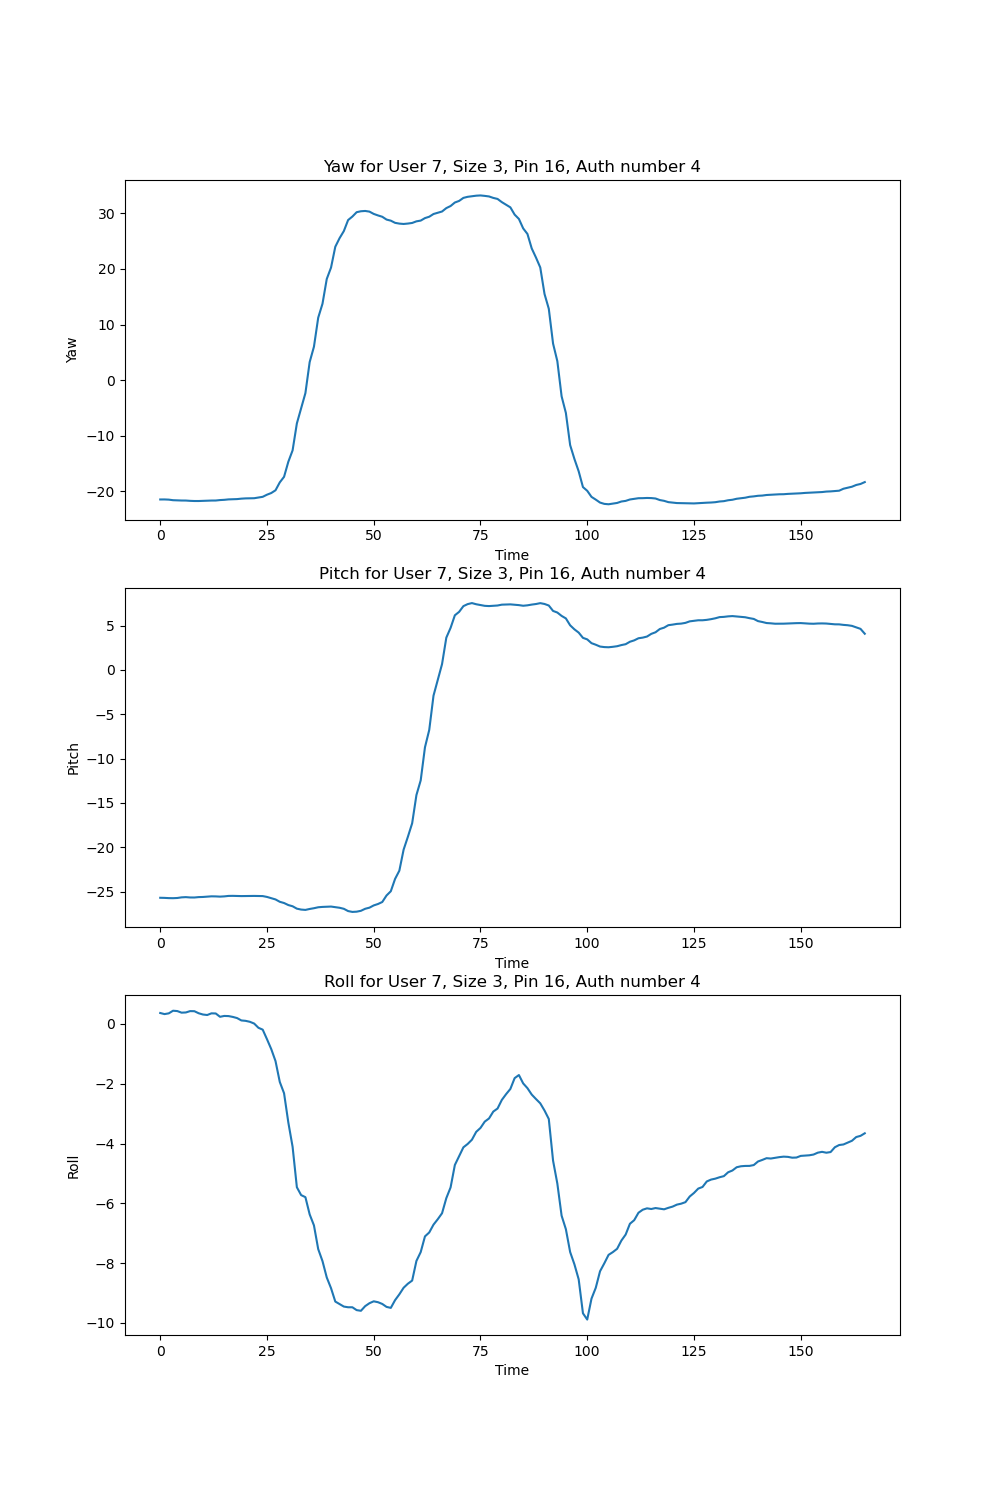 Yaw for User 7, Size 3, Pin 16, Auth number 4
30
20
10
0
−10
−20
Yaw
0 25 50 75 100 125 150
Time
Pitch for User 7, Size 3, Pin 16, Auth number 4
5
0
−5
−10
−15
−20
−25
Pitch
0 25 50 75 100 125 150
Time
Roll for User 7, Size 3, Pin 16, Auth number 4
0
−2
−4
−6
−8
−10
Roll
0 25 50 75 100 125 150
Time